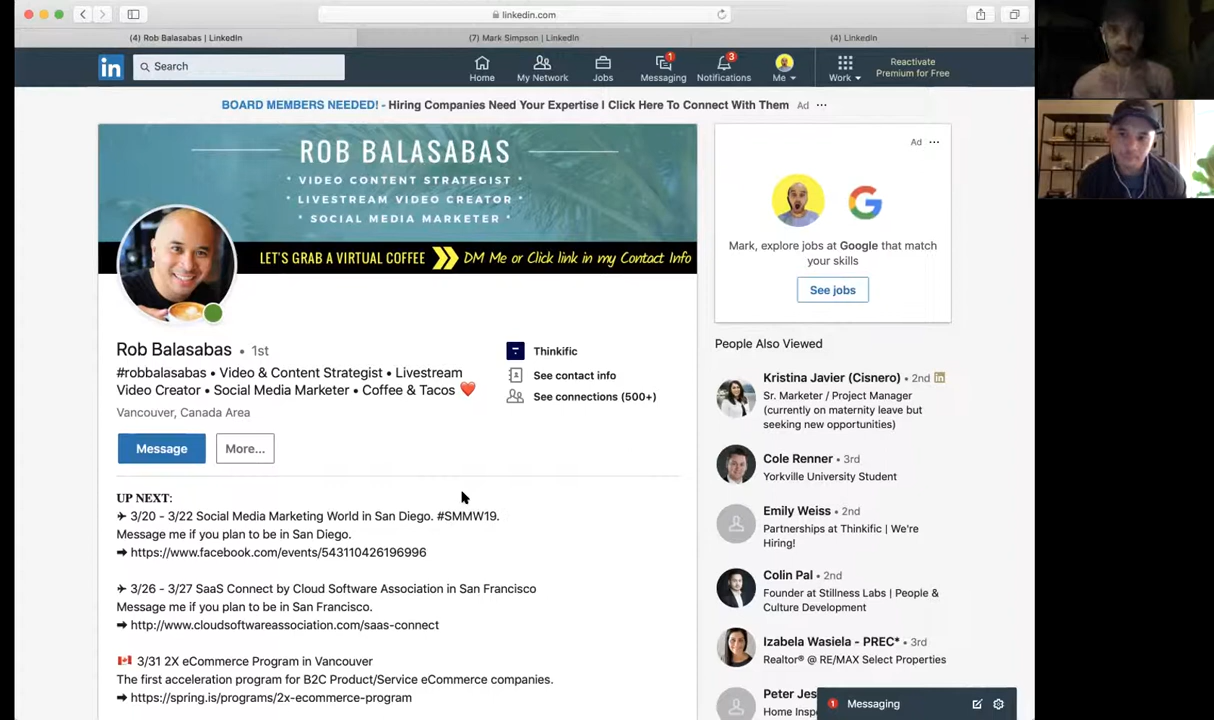 linkedin.com
(4) Rob Balasabas | LinkedIn
(7) Mark Simpson | LinkedIn
(4) LinkedIn
in
Search
Home
My Network
Jobs
1
Messaging
3
Notifications
Me
Work
Reactivate
Premium for Free
BOARD MEMBERS NEEDED! - Hiring Companies Need Your Expertise I Click Here To Connect With Them Ad ...
ROB BALASABAS
* VIDEO CONTENT STRATEGIST *
* LIVESTREAM VIDEO CREATOR *
* SOCIAL MEDIA MARKETER *
LET'S GRAB A VIRTUAL COFFEE DM Me or Click link in my Contact Info
Rob Balasabas • 1st
#robbalasabas • Video & Content Strategist • Livestream
Video Creator • Social Media Marketer • Coffee & Tacos ❤️
Vancouver, Canada Area
Message
More...
Thinkific
See contact info
See connections (500+)
UP NEXT:
✈ 3/20 - 3/22 Social Media Marketing World in San Diego. #SMMW19.
Message me if you plan to be in San Diego.
➡ https://www.facebook.com/events/543110426196996
✈ 3/26 - 3/27 SaaS Connect by Cloud Software Association in San Francisco
Message me if you plan to be in San Francisco.
➡ http://www.cloudsoftwareassociation.com/saas-connect
🇨🇦 3/31 2X eCommerce Program in Vancouver
The first acceleration program for B2C Product/Service eCommerce companies.
➡ https://spring.is/programs/2x-ecommerce-program
Ad ...
Mark, explore jobs at Google that match
your skills
See jobs
People Also Viewed
Kristina Javier (Cisnero) • 2nd in
Sr. Marketer / Project Manager
(currently on maternity leave but
seeking new opportunities)
Cole Renner • 3rd
Yorkville University Student
Emily Weiss • 2nd
Partnerships at Thinkific | We're
Hiring!
Colin Pal • 2nd
Founder at Stillness Labs | People &
Culture Development
Izabela Wasiela - PREC* • 3rd
Realtor® @ RE/MAX Select Properties
Peter Jes
Home Insp
1 Messaging